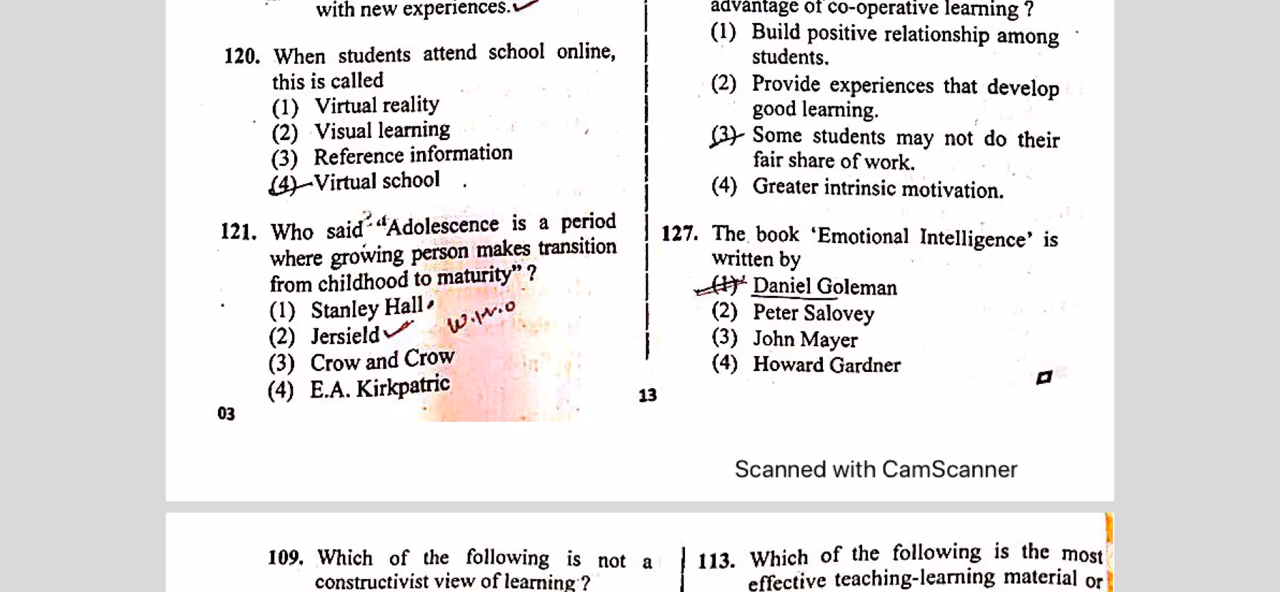 with new experiences.
120. When students attend school online,
this is called
(1) Virtual reality
(2) Visual learning
(3) Reference information
(4) Virtual school
121. Who said "Adolescence is a period
where growing person makes transition
from childhood to maturity" ?
(1) Stanley Hall
(2) Jersield
W.W.O
(3) Crow and Crow
(4) E.A. Kirkpatric
03
advantage of co-operative learning ?
(1) Build positive relationship among
students.
(2) Provide experiences that develop
good learning.
(3) Some students may not do their
fair share of work.
(4) Greater intrinsic motivation.
127. The book ‘Emotional Intelligence’ is
written by
(1) Daniel Goleman
(2) Peter Salovey
(3) John Mayer
(4) Howard Gardner
13
Scanned with CamScanner
109. Which of the following is not a
constructivist view of learning ?
113. Which of the following is the most
effective teaching-learning material or